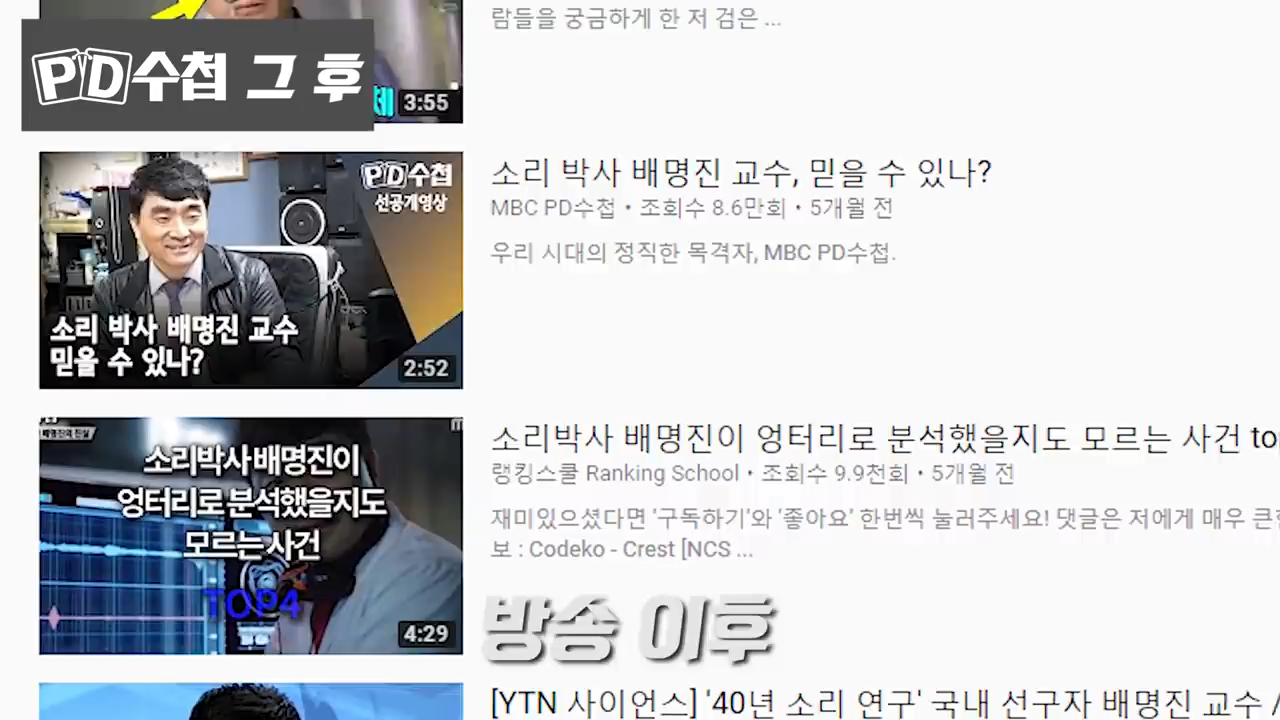 람들을 궁금하게 한 저 검은 ...
PD수첩 그 후
3:55
PD수첩
선공개영상
소리 박사 배명진 교수
믿을 수 있나?
2:52
소리 박사 배명진 교수, 믿을 수 있나?
MBC PD수첩 • 조회수 8.6만회 • 5개월 전
우리 시대의 정직한 목격자, MBC PD수첩.
소리박사 배명진이
엉터리로 분석했을지도
모르는 사건
TOP4
4:29
소리박사 배명진이 엉터리로 분석했을지도 모르는 사건 top
랭킹스쿨 Ranking School • 조회수 9.9천회 • 5개월 전
재미있으셨다면 '구독하기'와 '좋아요' 한번씩 눌러주세요! 댓글은 저에게 매우 큰
보 : Codeko - Crest [NCS ...
방송 이후
[YTN 사이언스] '40년 소리 연구' 국내 선구자 배명진 교수 /